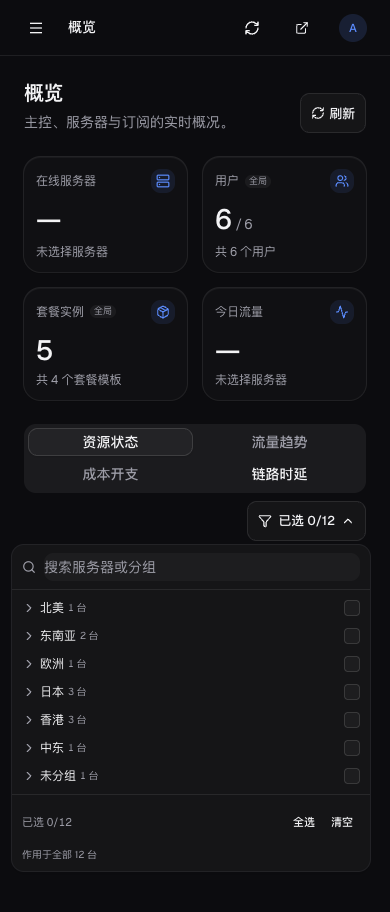 概览
A
概览
主控、服务器与订阅的实时概况。
刷新
在线服务器
—
未选择服务器
用户 全局
6 / 6
共 6 个用户
套餐实例 全局
5
共 4 个套餐模板
今日流量
—
未选择服务器
资源状态 流量趋势
成本开支 链路时延
已选 0/12
搜索服务器或分组
北美 1 台
东南亚 2 台
欧洲 1 台
日本 3 台
香港 3 台
中东 1 台
未分组 1 台
已选 0/12 全选 清空
作用于全部 12 台